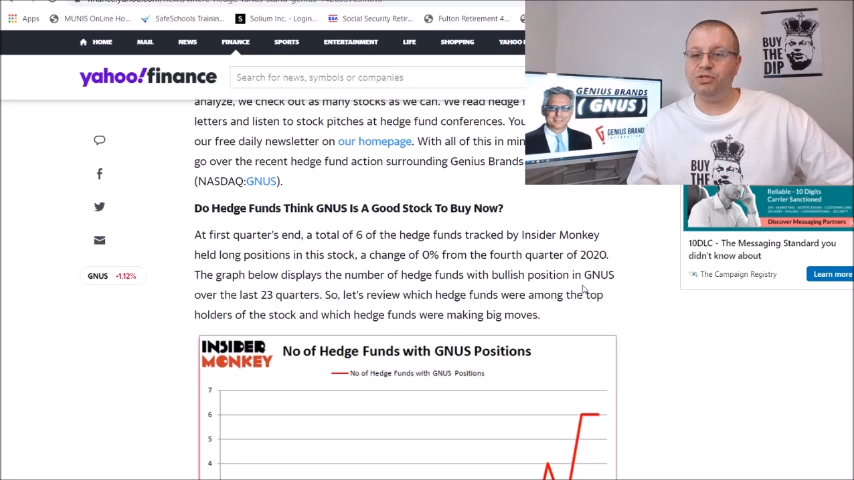 Apps
MUNIS OnLine Ho...
SafeSchools Trainin...
Solium Inc. - Login...
Social Security Retir...
Fulton Retirement 4...
HOME
MAIL
NEWS
FINANCE
SPORTS
ENTERTAINMENT
LIFE
SHOPPING
YAHOO
yahoo!finance
Search for news, symbols or companies
analyze, we check out as many stocks as we can. We read hedge
letters and listen to stock pitches at hedge fund conferences. You
our free daily newsletter on our homepage. With all of this in
go over the recent hedge fund action surrounding Genius Brands
(NASDAQ:GNUS).
Do Hedge Funds Think GNUS Is A Good Stock To Buy Now?
At first quarter's end, a total of 6 of the hedge funds tracked by Insider Monkey
held long positions in this stock, a change of 0% from the fourth quarter of 2020.
The graph below displays the number of hedge funds with bullish position in GNUS
over the last 23 quarters. So, let's review which hedge funds were among the top
holders of the stock and which hedge funds were making big moves.
GNUS -1.12%
INSIDER
MONKEY
No of Hedge Funds with GNUS Positions
No of Hedge Funds with GNUS Positions
7
6
5
4
GENIUS BRANDS
(GNUS)
GENIUS BRAND
BUY
THE
DIP
BUY
THE
Reliable - 10 Digits
Carrier Sanctioned
Discover Messaging Partners
10DLC - The Messaging Standard you
didn't know about
The Campaign Registry
Learn more